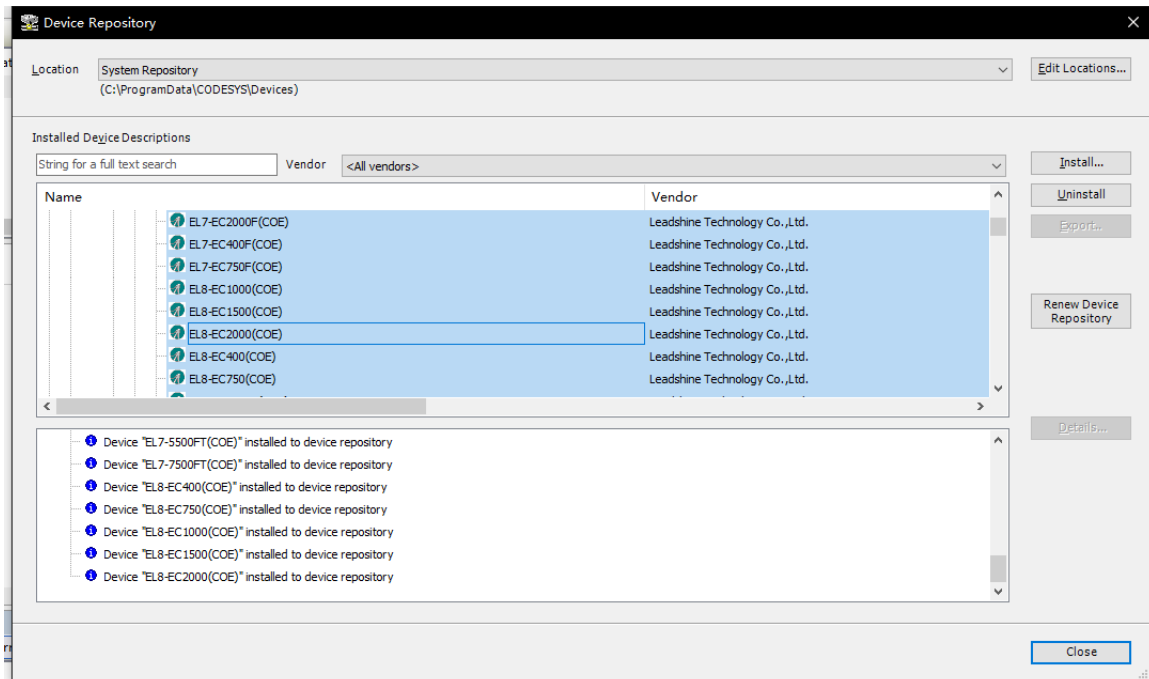 Device Repository
Location System Repository Edit Locations...
(C:\ProgramData\CODESYS\Devices)
Installed Device Descriptions
String for a full text search Vendor <All vendors> Install...
Name Vendor Uninstall
EL7-EC2000F(COE) Leadshine Technology Co.,Ltd. Export...
EL7-EC400F(COE) Leadshine Technology Co.,Ltd.
EL7-EC750F(COE) Leadshine Technology Co.,Ltd.
EL8-EC1000(COE) Leadshine Technology Co.,Ltd.
EL8-EC1500(COE) Leadshine Technology Co.,Ltd. Renew Device Repository
EL8-EC2000(COE) Leadshine Technology Co.,Ltd.
EL8-EC400(COE) Leadshine Technology Co.,Ltd.
EL8-EC750(COE) Leadshine Technology Co.,Ltd.
Details...
Device "EL7-5500FT(COE)" installed to device repository
Device "EL7-7500FT(COE)" installed to device repository
Device "EL8-EC400(COE)" installed to device repository
Device "EL8-EC750(COE)" installed to device repository
Device "EL8-EC1000(COE)" installed to device repository
Device "EL8-EC1500(COE)" installed to device repository
Device "EL8-EC2000(COE)" installed to device repository
Close